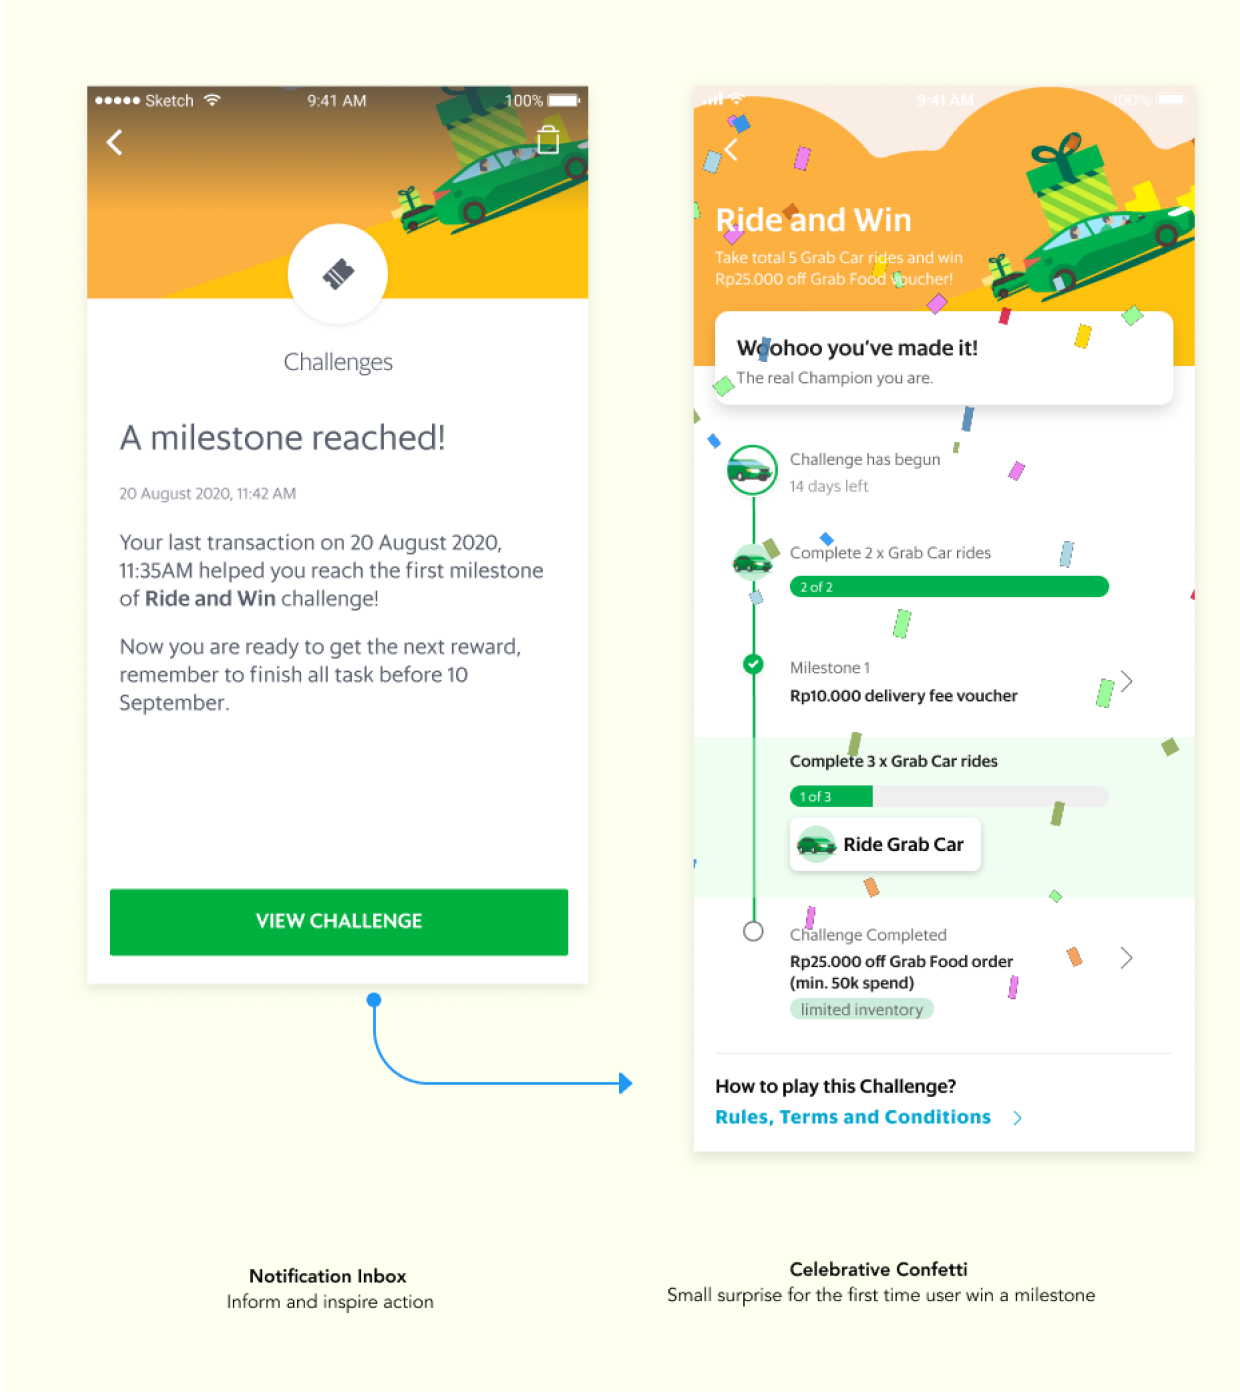 Sketch
9:41 AM
100%
Challenges
A milestone reached!
20 August 2020, 11:42 AM
Your last transaction on 20 August 2020,
11:35AM helped you reach the first milestone
of Ride and Win challenge!
Now you are ready to get the next reward,
remember to finish all task before 10
September.
VIEW CHALLENGE
Notification Inbox
Inform and inspire action
9:41 AM
100%
Ride and Win
Take total 5 Grab Car rides and win
Rp25.000 off Grab Food voucher!
Woohoo you've made it!
The real Champion you are.
Challenge has begun
14 days left
Complete 2 x Grab Car rides
2 of 2
Milestone 1
Rp10.000 delivery fee voucher
Complete 3 x Grab Car rides
1 of 3
Ride Grab Car
Challenge Completed
Rp25.000 off Grab Food order
(min. 50k spend)
limited inventory
How to play this Challenge?
Rules, Terms and Conditions
Celebrative Confetti
Small surprise for the first time user win a milestone